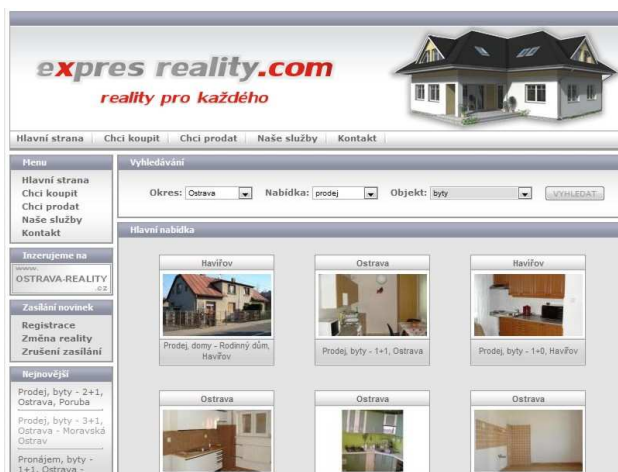 expres reality.com
reality pro každého
Hlavní strana Chci koupit Chci prodat Naše služby Kontakt
Menu
Hlavní strana
Chci koupit
Chci prodat
Naše služby
Kontakt
Inzerujeme na
www.
OSTRAVA-REALITY
.cz
Zasílání novinek
Registrace
Změna reality
Zrušení zasílání
Nejnovější
Prodej, byty - 2+1,
Ostrava, Poruba
Prodej, byty - 3+1,
Ostrava - Moravská
Ostrav
Pronájem, byty -
1+1, Ostrava -
Vyhledávání
Okres: Ostrava Nabídka: prodej Objekt: byty VYHLEDAT
Hlavní nabídka
Havířov
Prodej, domy - Rodinný dům,
Havířov
Ostrava
Prodej, byty - 1+1, Ostrava
Havířov
Prodej, byty - 1+0, Havířov
Ostrava
Ostrava
Ostrava